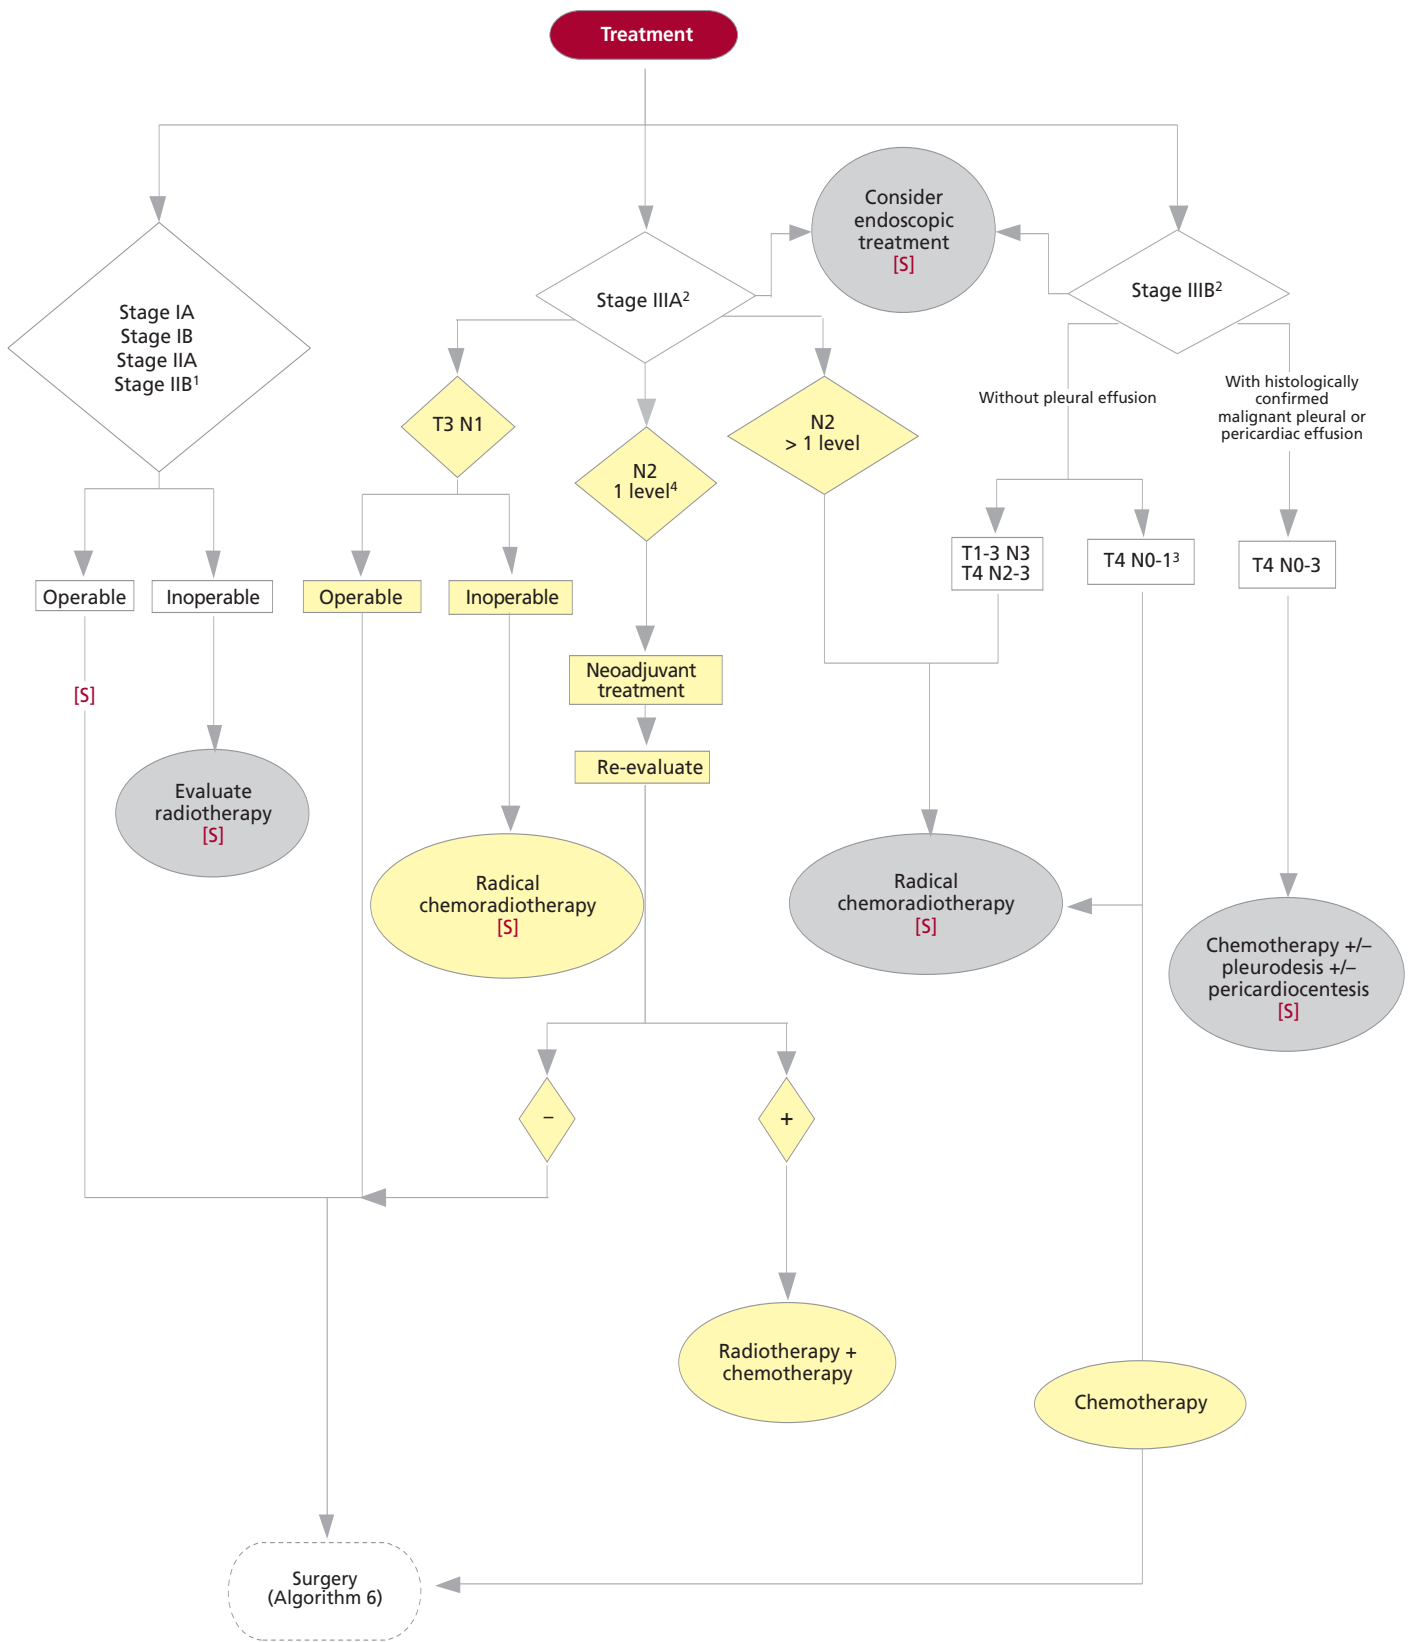 Treatment
Consider
endoscopic
treatment
[S]
Stage IA
Stage IB
Stage IIA
Stage IIB1
Stage IIIA2
Stage IIIB2
Without pleural effusion
With histologically
confirmed
malignant pleural or
pericardiac effusion
T3 N1
N2
1 level4
N2
> 1 level
T1-3 N3
T4 N2-3
T4 N0-13
T4 N0-3
Operable
Inoperable
Operable
Inoperable
[S]
Neoadjuvant
treatment
Re-evaluate
Evaluate
radiotherapy
[S]
Radical
chemoradiotherapy
[S]
Radical
chemoradiotherapy
[S]
Chemotherapy +/–
pleurodesis +/–
pericardiocentesis
[S]
–
+
Radiotherapy +
chemotherapy
Chemotherapy
Surgery
(Algorithm 6)